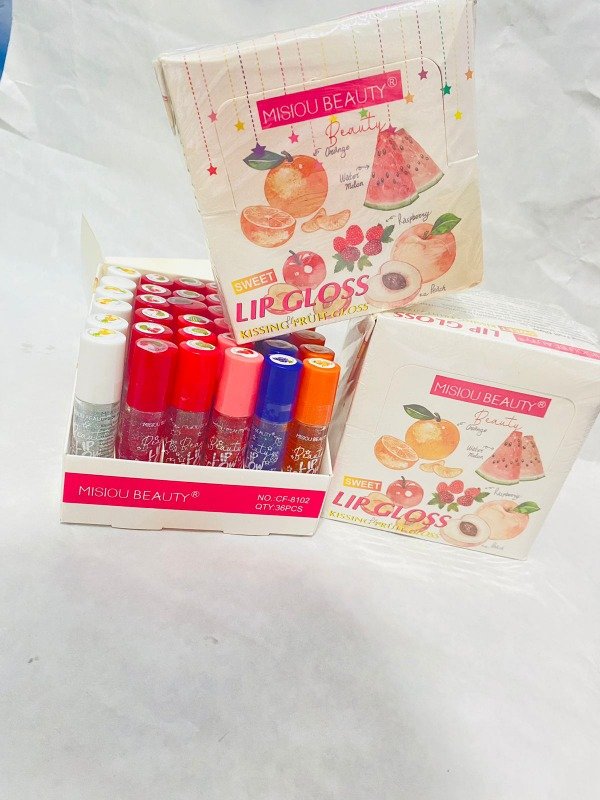 MISIOU BEAUTY®
Beauty
Orange
Water
Melon
Raspberry
Peach
SWEET
LIP GLOSS
KISSING FRUIT GLOSS
MISIOU BEAUTY®
Beauty
Orange
Water
Melon
Raspberry
Peach
SWEET
LIP GLOSS
KISSING FRUIT GLOSS
LIP GLOSS
MISIOU BEAUTY®
NO:CF-8102
QTY:36PCS